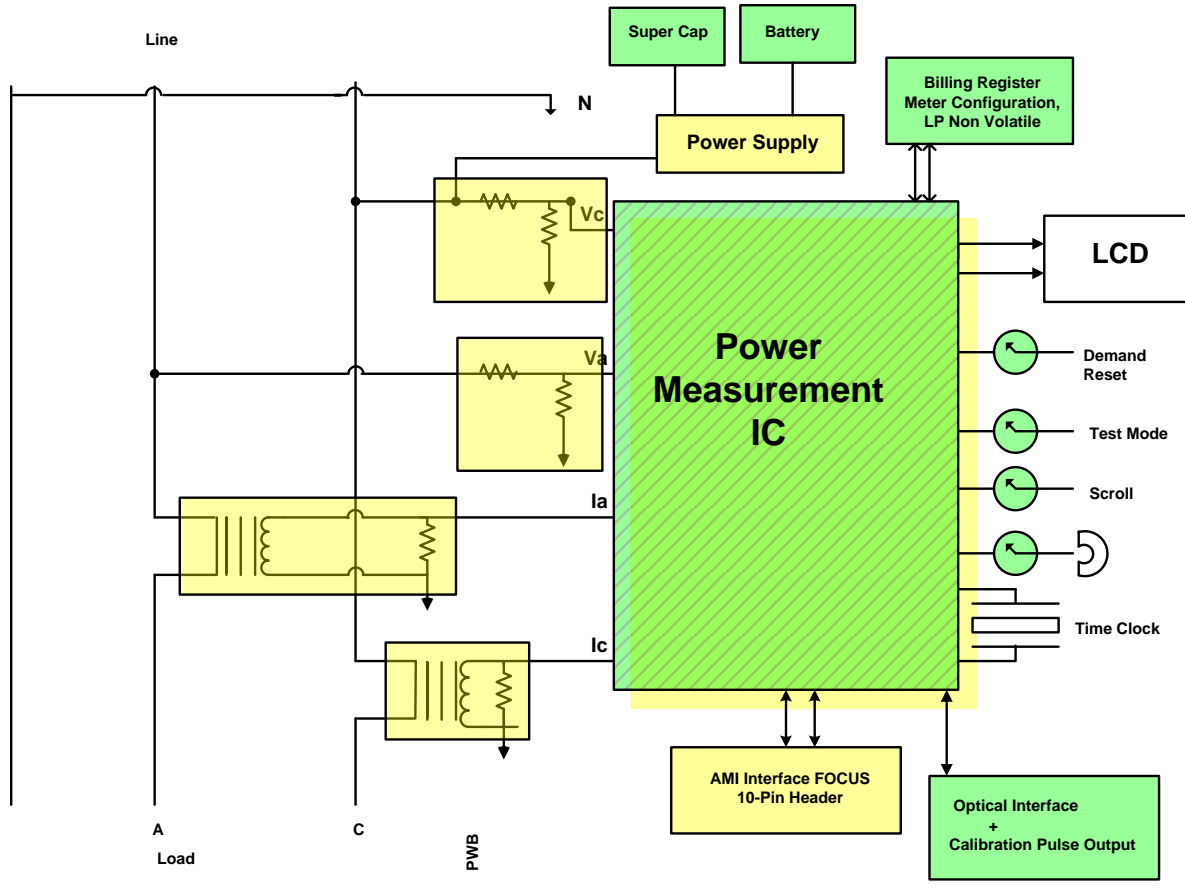 Line
Super Cap
Battery
N
Power Supply
Billing Register
Meter Configuration,
LP Non Volatile
Vc
LCD
Va
Power
Measurement
IC
Demand
Reset
Test Mode
Ia
Scroll
Ic
Time Clock
AMI Interface FOCUS
10-Pin Header
Optical Interface
+
Calibration Pulse Output
A
C
Load
PWB